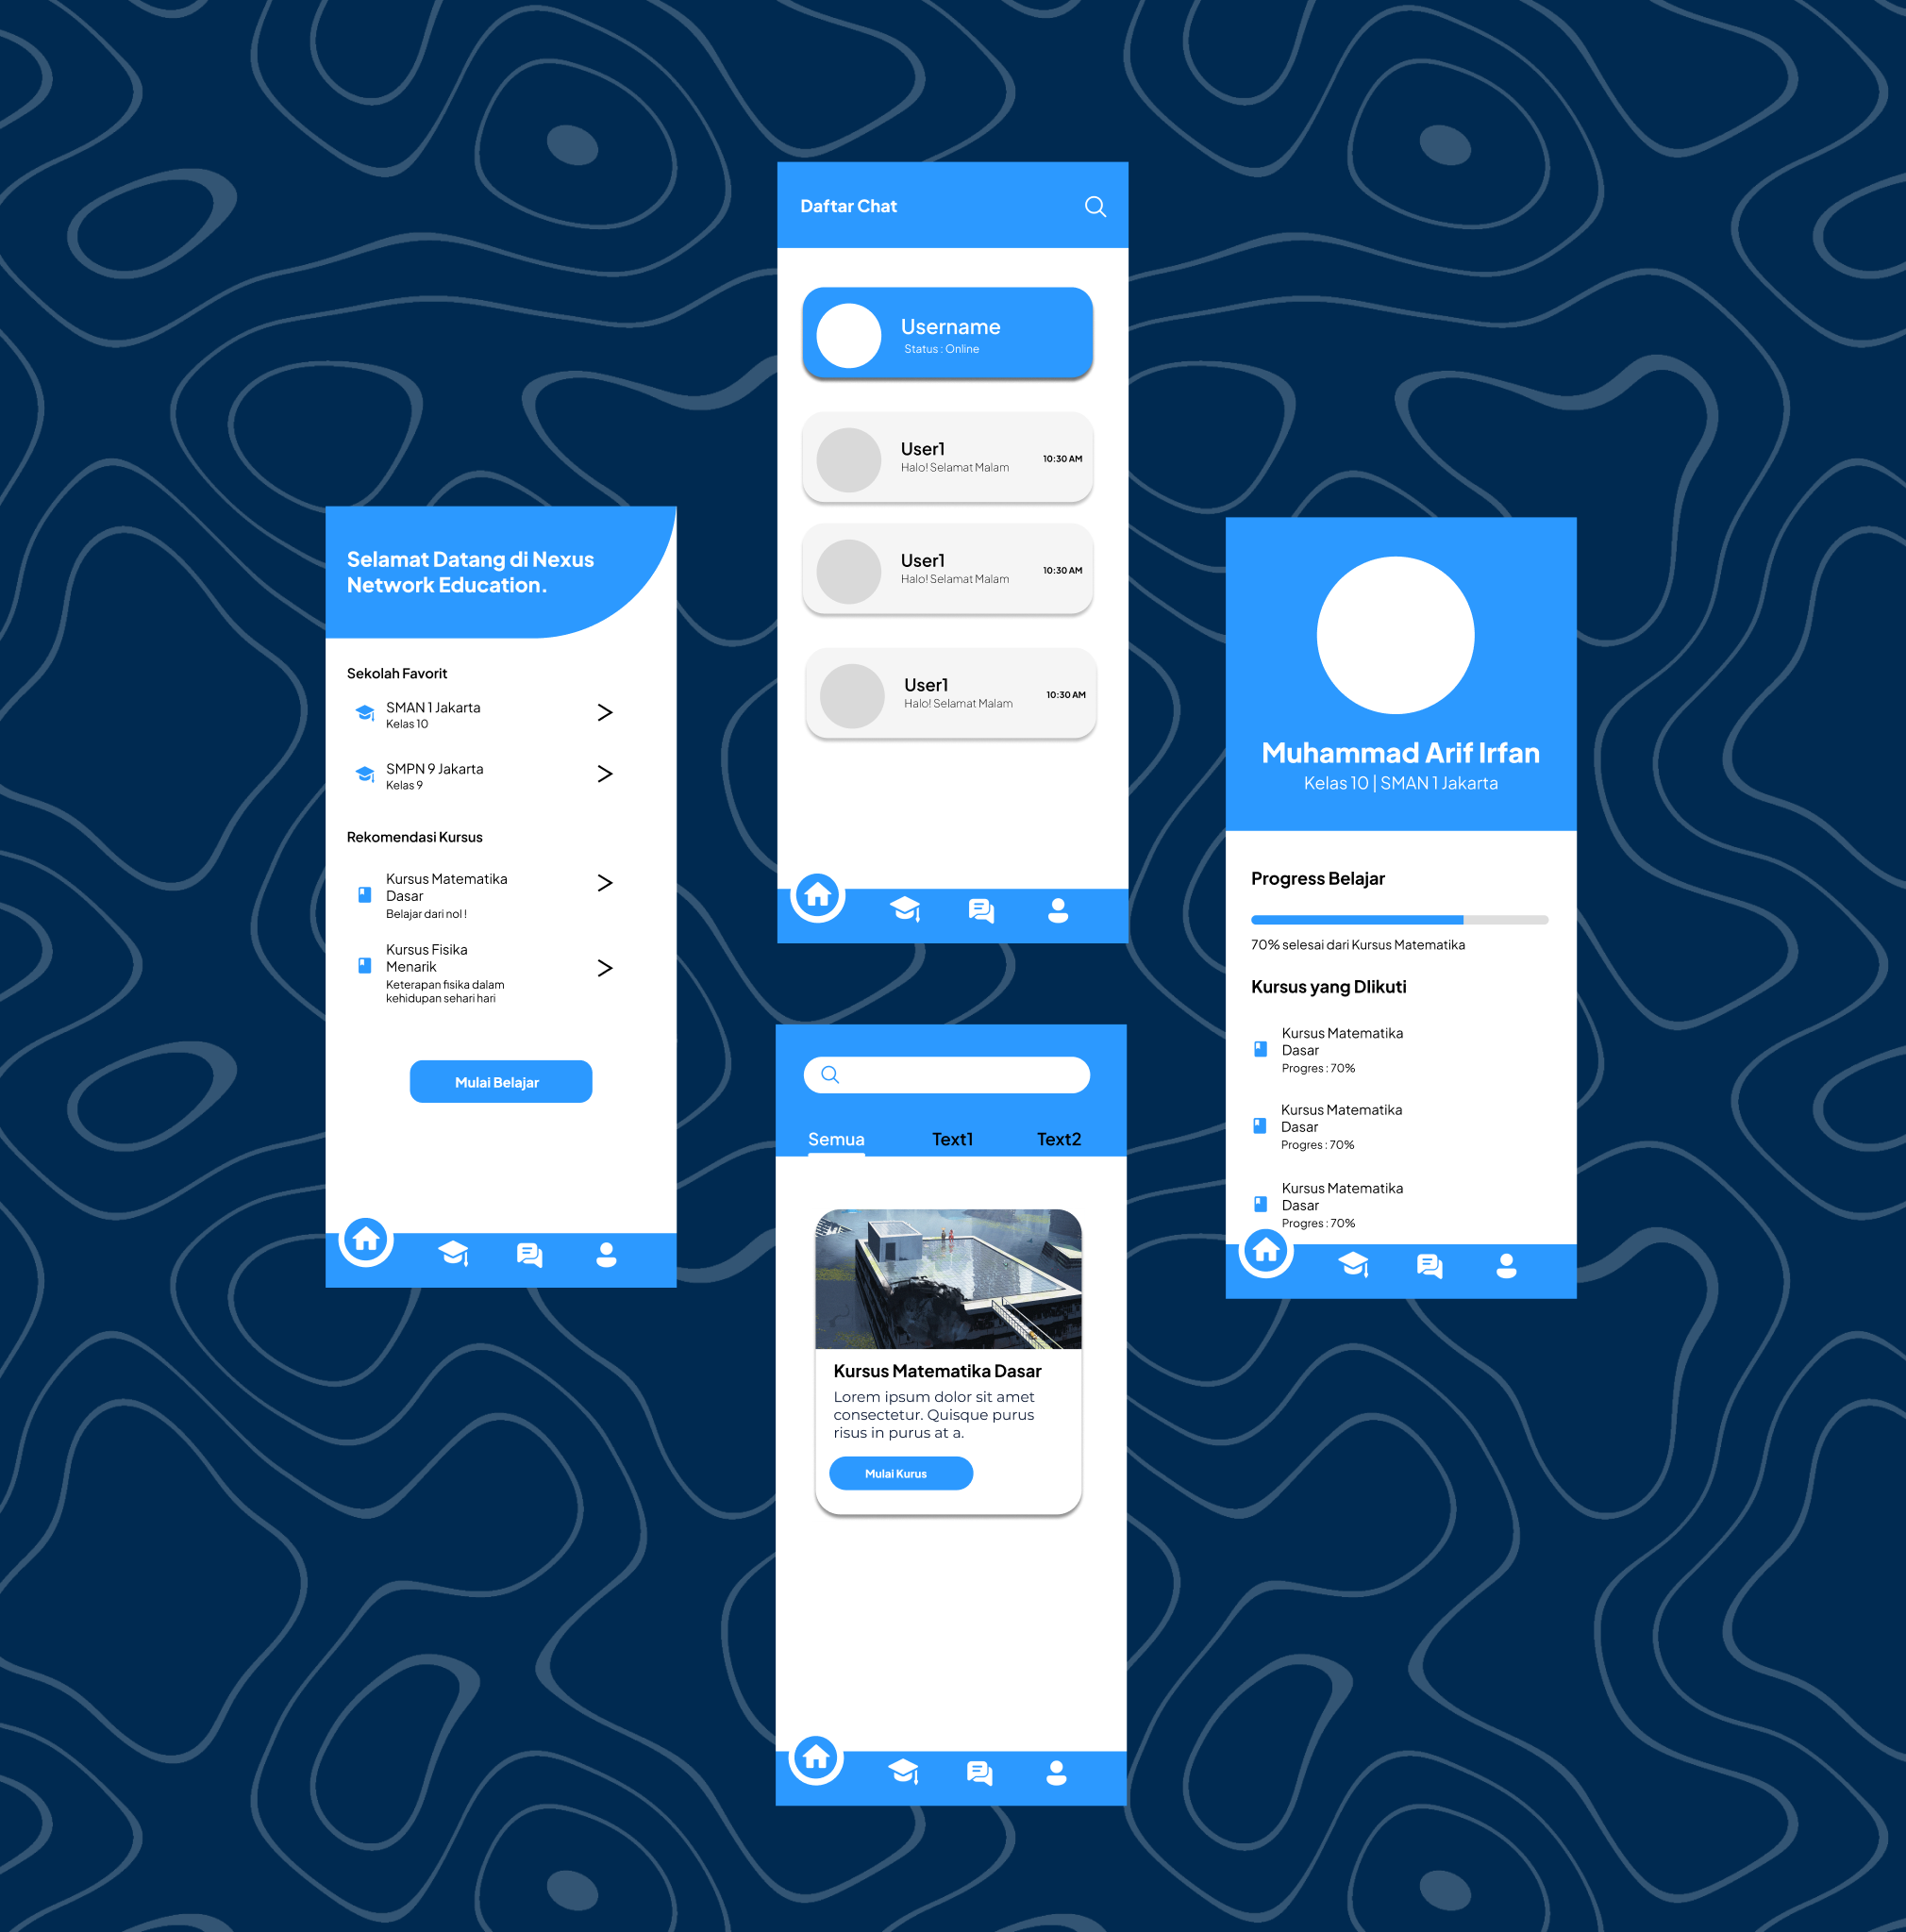 Daftar Chat
Username
Status : Online
User1
Halo! Selamat Malam
10:30 AM
User1
Halo! Selamat Malam
10:30 AM
User1
Halo! Selamat Malam
10:30 AM
Selamat Datang di Nexus
Network Education.
Sekolah Favorit
SMAN 1 Jakarta
Kelas 10
>
SMPN 9 Jakarta
Kelas 9
>
Rekomendasi Kursus
Kursus Matematika
Dasar
Belajar dari nol !
>
Kursus Fisika
Menarik
Keterapan fisika dalam
kehidupan sehari hari
>
Mulai Belajar
Muhammad Arif Irfan
Kelas 10 | SMAN 1 Jakarta
Progress Belajar
70% selesai dari Kursus Matematika
Kursus yang DIikuti
Kursus Matematika
Dasar
Progres : 70%
Kursus Matematika
Dasar
Progres : 70%
Kursus Matematika
Dasar
Progres : 70%
Semua
Text1
Text2
Kursus Matematika Dasar
Lorem ipsum dolor sit amet
consectetur. Quisque purus
risus in purus at a.
Mulai Kurus